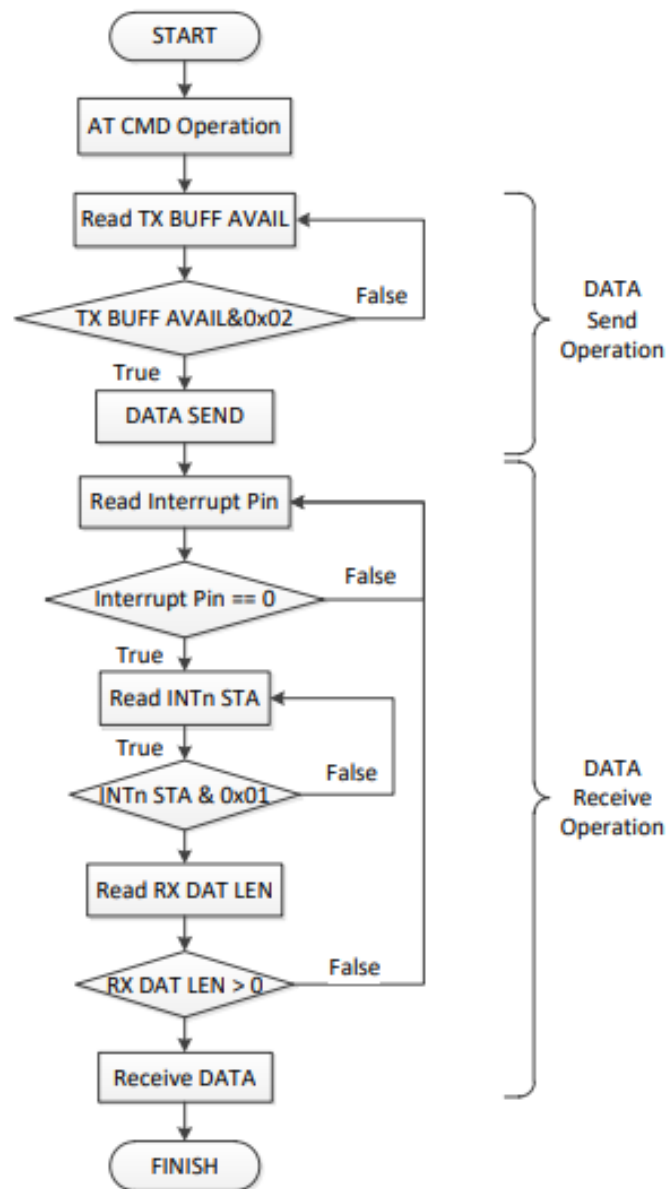 START
AT CMD Operation
Read TX BUFF AVAIL
False
TX BUFF AVAIL&0x02
True
DATA SEND
DATA
Send
Operation
Read Interrupt Pin
False
Interrupt Pin == 0
True
Read INTn STA
True
False
INTn STA & 0x01
Read RX DAT LEN
False
RX DAT LEN > 0
Receive DATA
DATA
Receive
Operation
FINISH